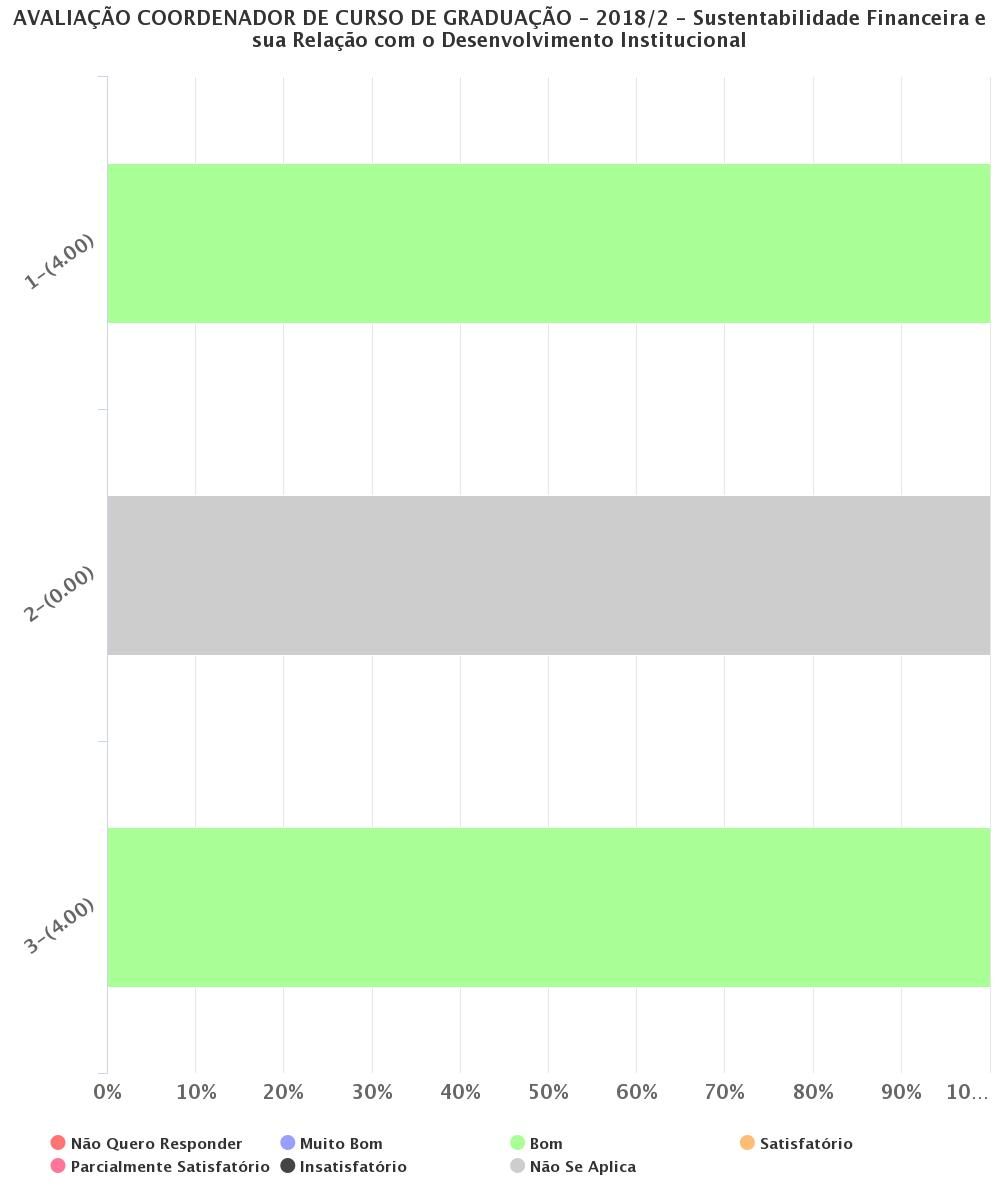 AVALIAÇÃO COORDENADOR DE CURSO DE GRADUAÇÃO - 2018/2 - Sustentabilidade Financeira e
sua Relação com o Desenvolvimento Institucional
1-(4.00)
2-(0.00)
3-(4.00)
0% 10% 20% 30% 40% 50% 60% 70% 80% 90% 10...
Não Quero Responder Muito Bom Bom Satisfatório
Parcialmente Satisfatório Insatisfatório Não Se Aplica